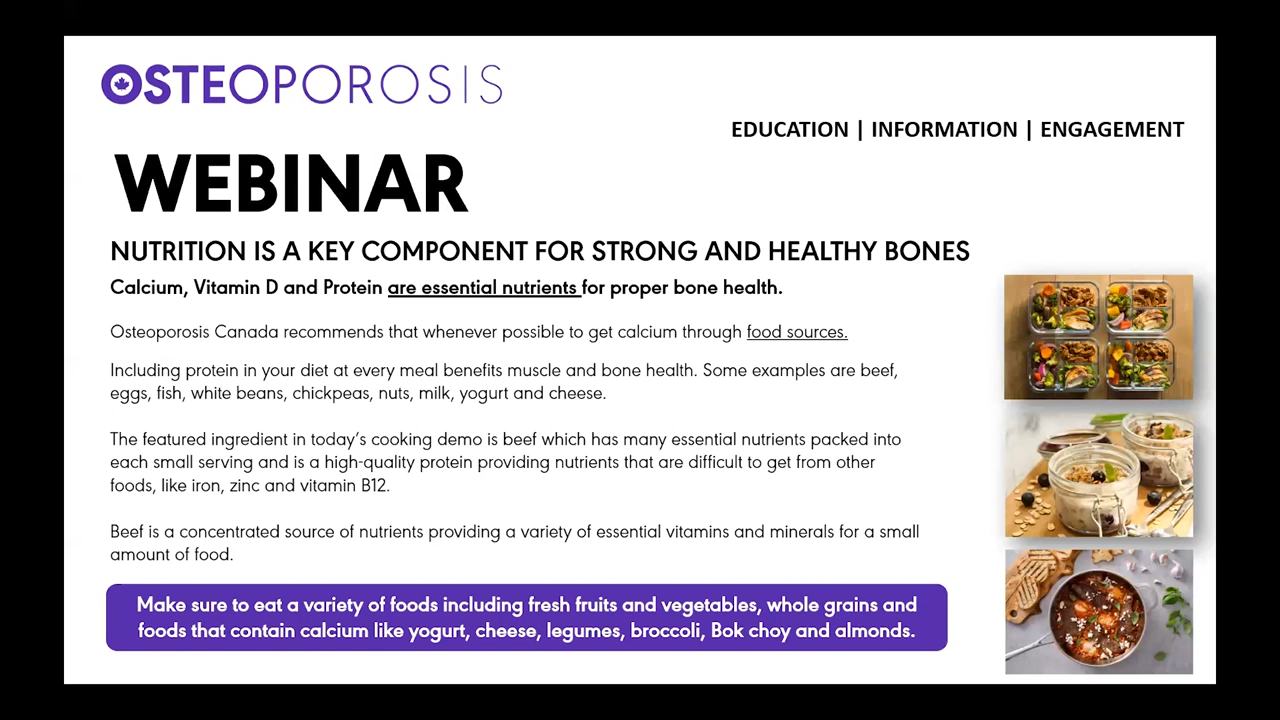 OSTEOPOROSIS
EDUCATION | INFORMATION | ENGAGEMENT
WEBINAR
NUTRITION IS A KEY COMPONENT FOR STRONG AND HEALTHY BONES
Calcium, Vitamin D and Protein are essential nutrients for proper bone health.
Osteoporosis Canada recommends that whenever possible to get calcium through food sources.
Including protein in your diet at every meal benefits muscle and bone health. Some examples are beef,
eggs, fish, white beans, chickpeas, nuts, milk, yogurt and cheese.
The featured ingredient in today's cooking demo is beef which has many essential nutrients packed into
each small serving and is a high-quality protein providing nutrients that are difficult to get from other
foods, like iron, zinc and vitamin B12.
Beef is a concentrated source of nutrients providing a variety of essential vitamins and minerals for a small
amount of food.
Make sure to eat a variety of foods including fresh fruits and vegetables, whole grains and
foods that contain calcium like yogurt, cheese, legumes, broccoli, Bok choy and almonds.